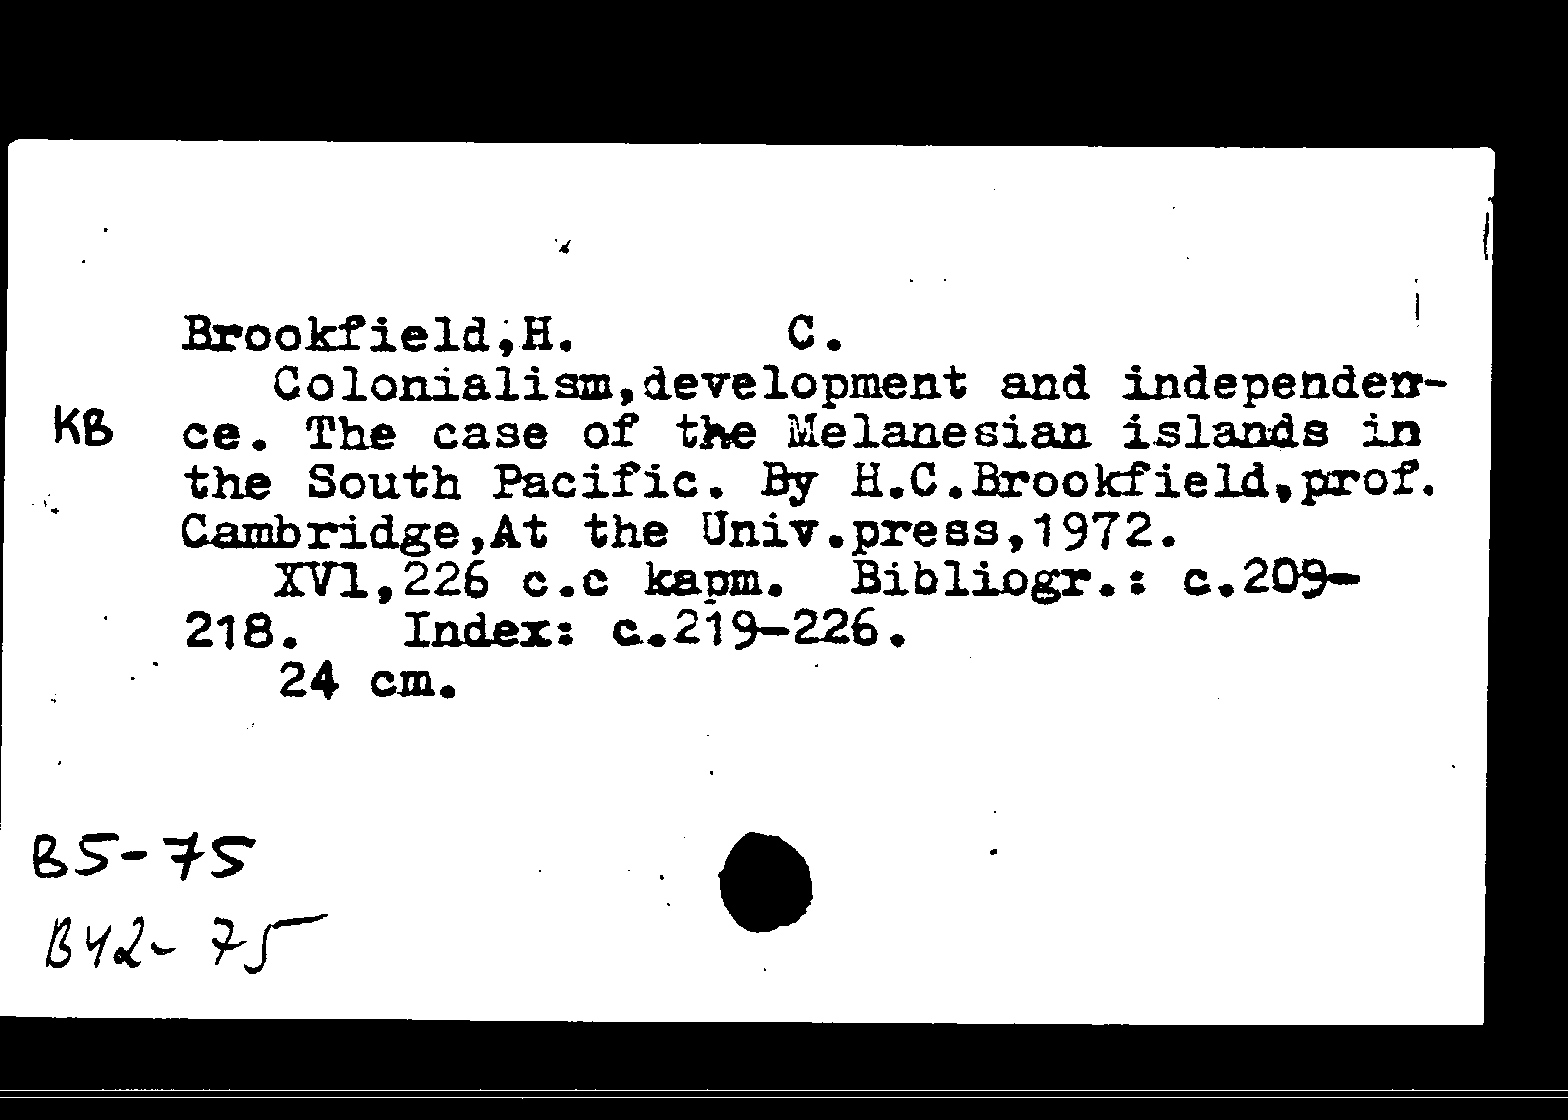 Brookfield,H. C.
Colonialism,development and independen-
КВ
ce. The case of the Melanesian islands in
the South Pacific. By H.C.Brookfield,prof.
Cambridge,At the Univ.press,1972.
XV1,226 с.с карт. Bibliogr.: с.209-
218. Index: с.219-226.
24 cm.
B5-75
B42-75